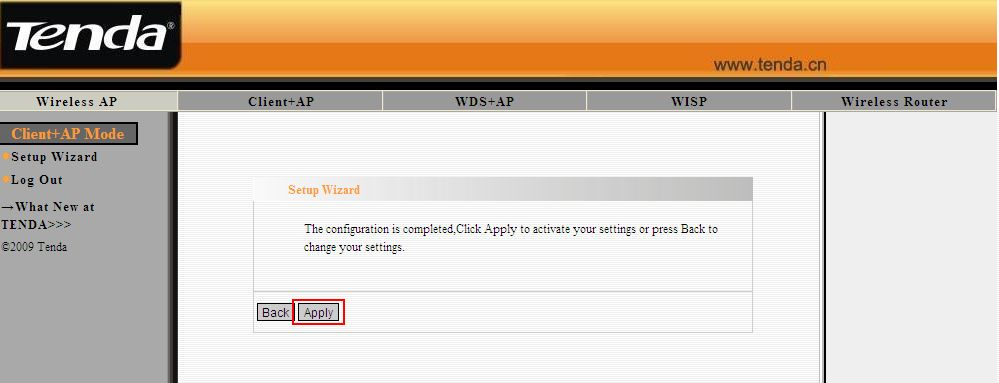 Tenda®
www.tenda.cn
Wireless AP
Client+AP
WDS+AP
WISP
Wireless Router
Client+AP Mode
Setup Wizard
Log Out
→What New at
TENDA>>>
©2009 Tenda
Setup Wizard
The configuration is completed,Click Apply to activate your settings or press Back to
change your settings.
Back
Apply